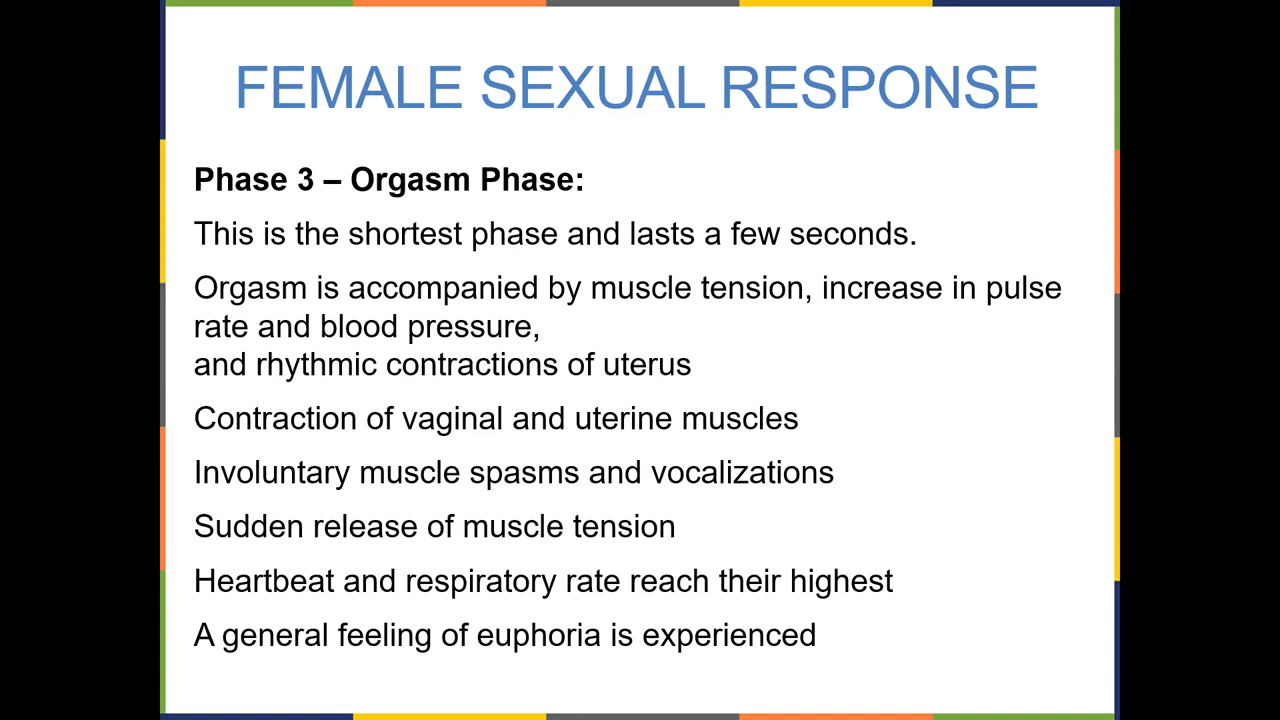 FEMALE SEXUAL RESPONSE
Phase 3 – Orgasm Phase:
This is the shortest phase and lasts a few seconds.
Orgasm is accompanied by muscle tension, increase in pulse
rate and blood pressure,
and rhythmic contractions of uterus
Contraction of vaginal and uterine muscles
Involuntary muscle spasms and vocalizations
Sudden release of muscle tension
Heartbeat and respiratory rate reach their highest
A general feeling of euphoria is experienced